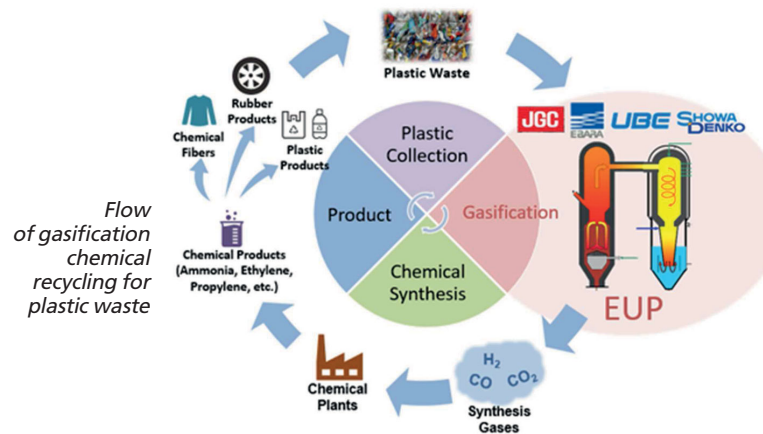 Flow
of gasification
chemical
recycling for
plastic waste
Plastic Waste
JGC
EBARA
UBE
SHOWA
DENKO
EUP
H2
CO
CO2
Synthesis
Gases
Chemical
Plants
Chemical Products
(Ammonia, Ethylene,
Propylene, etc.)
Chemical
Fibers
Rubber
Products
Plastic
Products
Plastic
Collection
Gasification
Chemical
Synthesis
Product